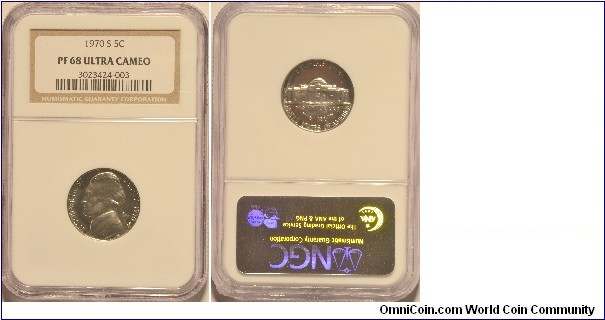 1970 S 5C
PF 68 ULTRA CAMEO
3023424-003
NUMISMATIC GUARANTY CORPORATION
NGC
Numismatic Guaranty
Corporation
The Official Grading Service
of the ANA & PNG
OmniCoin.com World Coin Community